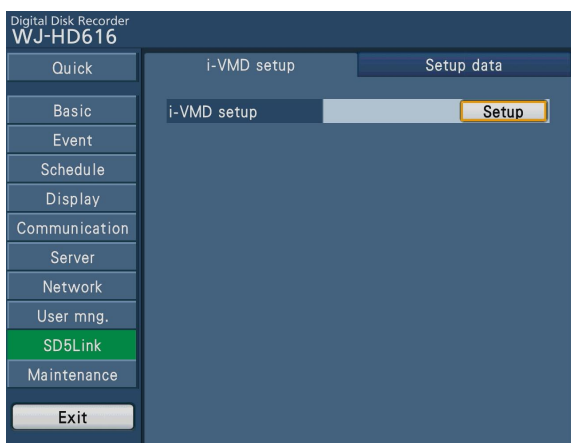 Digital Disk Recorder
WJ-HD616
Quick
Basic
Event
Schedule
Display
Communication
Server
Network
User mng.
SD5Link
Maintenance
Exit
i-VMD setup
Setup data
i-VMD setup
Setup